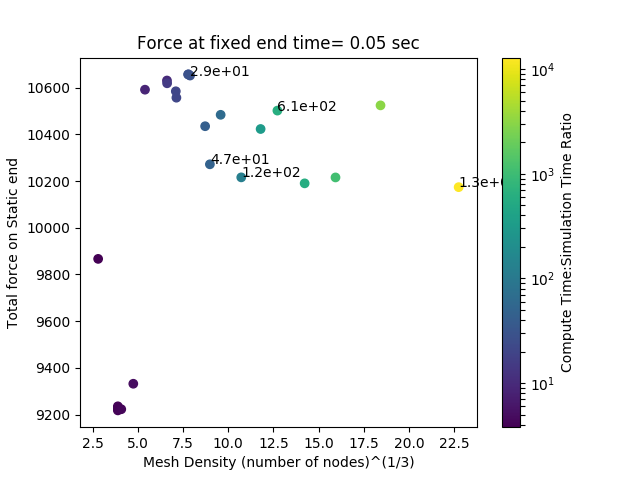 Force at fixed end time= 0.05 sec
Total force on Static end
10600
10400
10200
10000
9800
9600
9400
9200
2.9e+01
6.1e+02
4.7e+01
1.2e+02
2.5 5.0 7.5 10.0 12.5 15.0 17.5 20.0 22.5
Mesh Density (number of nodes)^(1/3)
10^4
10^3
10^2
10^1
Compute Time:Simulation Time Ratio